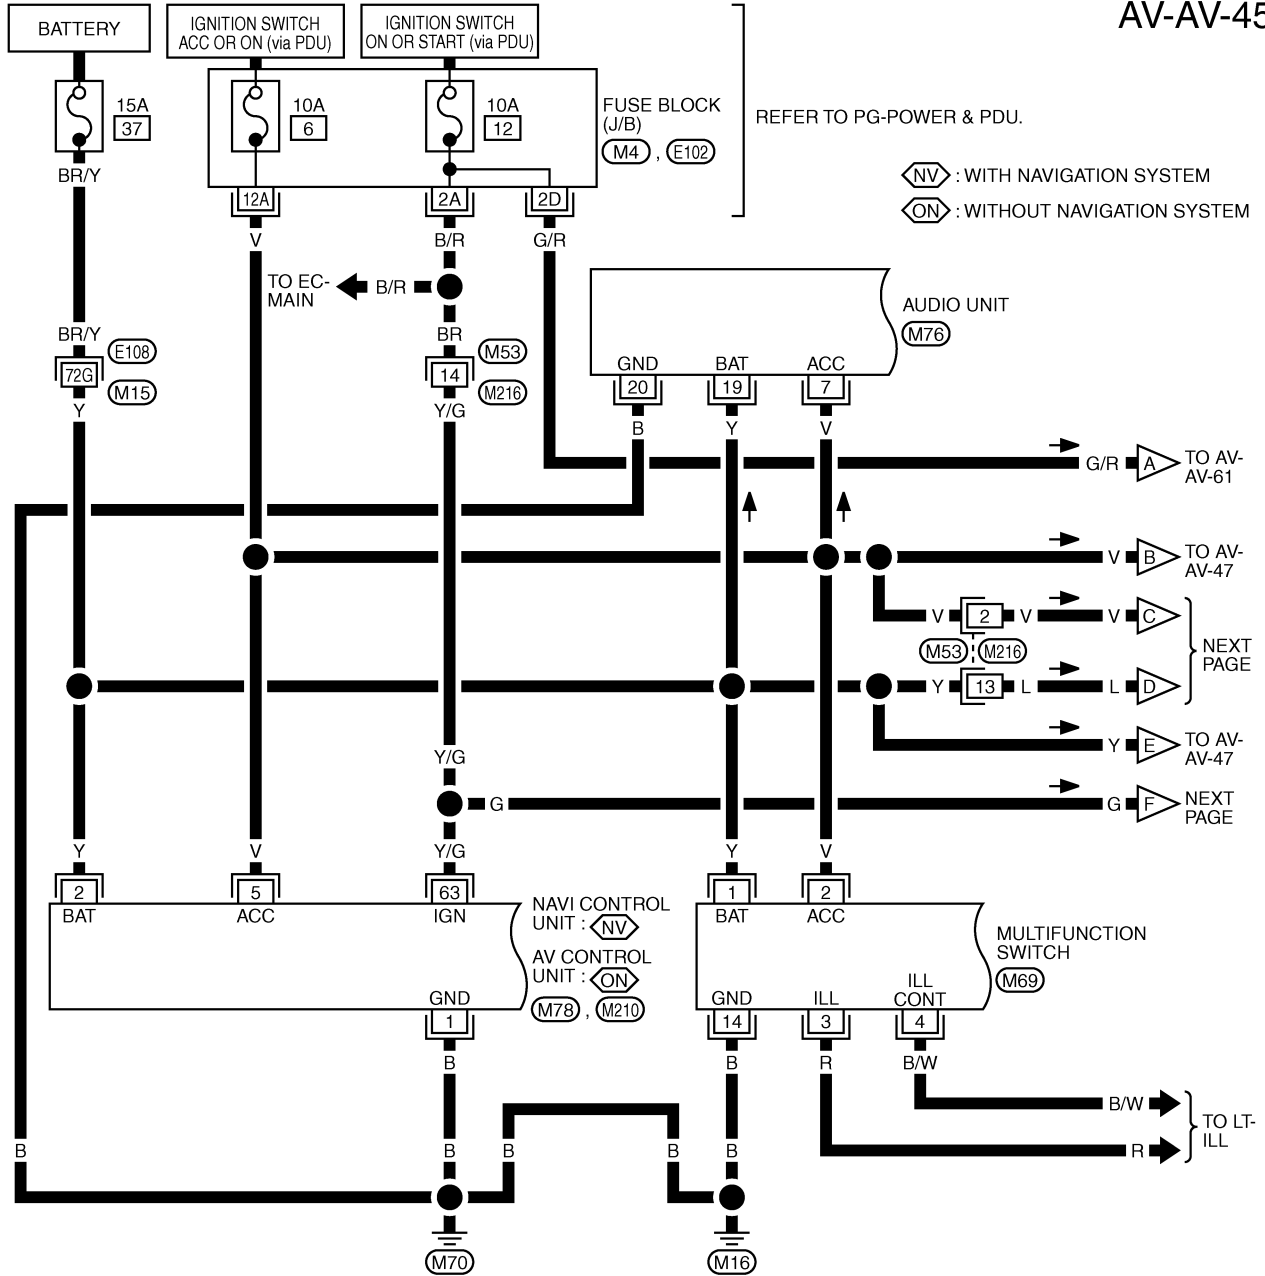 AV-AV-45
BATTERY
IGNITION SWITCH
ACC OR ON (via PDU)
IGNITION SWITCH
ON OR START (via PDU)
15A
37
10A
6
10A
12
FUSE BLOCK
(J/B)
M4 , E102
REFER TO PG-POWER & PDU.
NV : WITH NAVIGATION SYSTEM
ON : WITHOUT NAVIGATION SYSTEM
BR/Y
12A
2A
2D
V
B/R
G/R
TO EC-
MAIN
B/R
AUDIO UNIT
M76
BR/Y
E108
72G
M15
Y
BR
M53
14
M216
Y/G
GND
BAT
ACC
20
19
7
B
Y
V
G/R
A
TO AV-
AV-61
V
B
TO AV-
AV-47
V
2
V
V
C
M53
M216
NEXT
PAGE
Y
13
L
L
D
Y
E
TO AV-
AV-47
Y/G
G
G
F
NEXT
PAGE
Y
V
Y/G
Y
V
2
5
63
1
2
BAT
ACC
IGN
BAT
ACC
NAVI CONTROL
UNIT : NV
AV CONTROL
UNIT : ON
M78 , M210
MULTIFUNCTION
SWITCH
M69
GND
GND
ILL
ILL
CONT
1
14
3
4
B
B
R
B/W
B/W
R
TO LT-
ILL
B
B
B
B
B
M70
M16